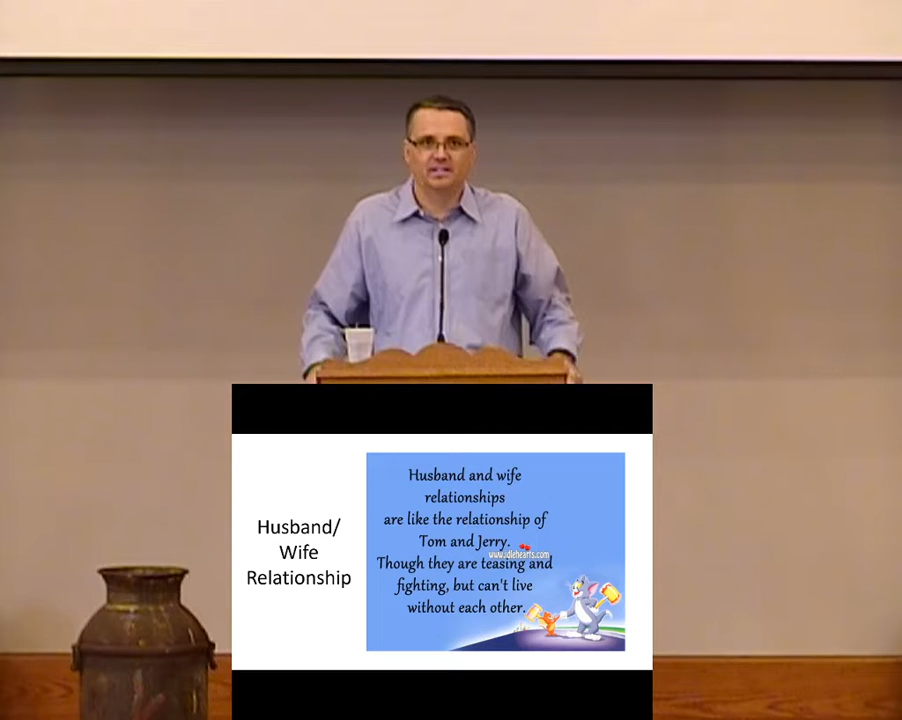 Husband/
Wife
Relationship
Husband and wife
relationships
are like the relationship of
Tom and Jerry.
www.idlehearts.com
Though they are teasing and
fighting, but can't live
without each other.